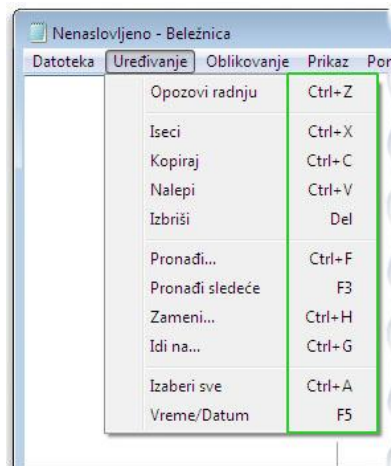 Nenaslovljeno - Beležnica
Datoteka Uređivanje Oblikovanje Prikaz
Opozovi radnju Ctrl+Z
Iseci Ctrl+X
Kopiraj Ctrl+C
Nalepi Ctrl+V
Izbriši Del
Pronađi... Ctrl+F
Pronađi sledeće F3
Zameni... Ctrl+H
Idi na... Ctrl+G
Izaberi sve Ctrl+A
Vreme/Datum F5